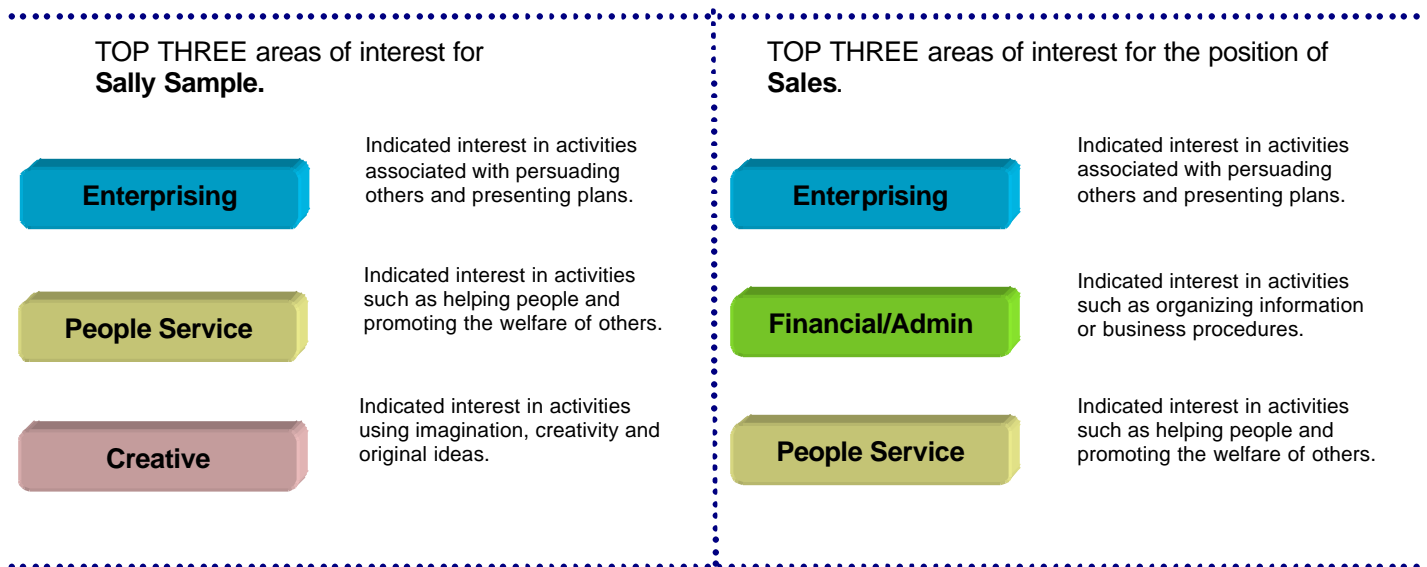 TOP THREE areas of interest for
Sally Sample.
Enterprising
Indicated interest in activities
associated with persuading
others and presenting plans.
People Service
Indicated interest in activities
such as helping people and
promoting the welfare of others.
Creative
Indicated interest in activities
using imagination, creativity and
original ideas.
TOP THREE areas of interest for the position of
Sales.
Enterprising
Indicated interest in activities
associated with persuading
others and presenting plans.
Financial/Admin
Indicated interest in activities
such as organizing information
or business procedures.
People Service
Indicated interest in activities
such as helping people and
promoting the welfare of others.